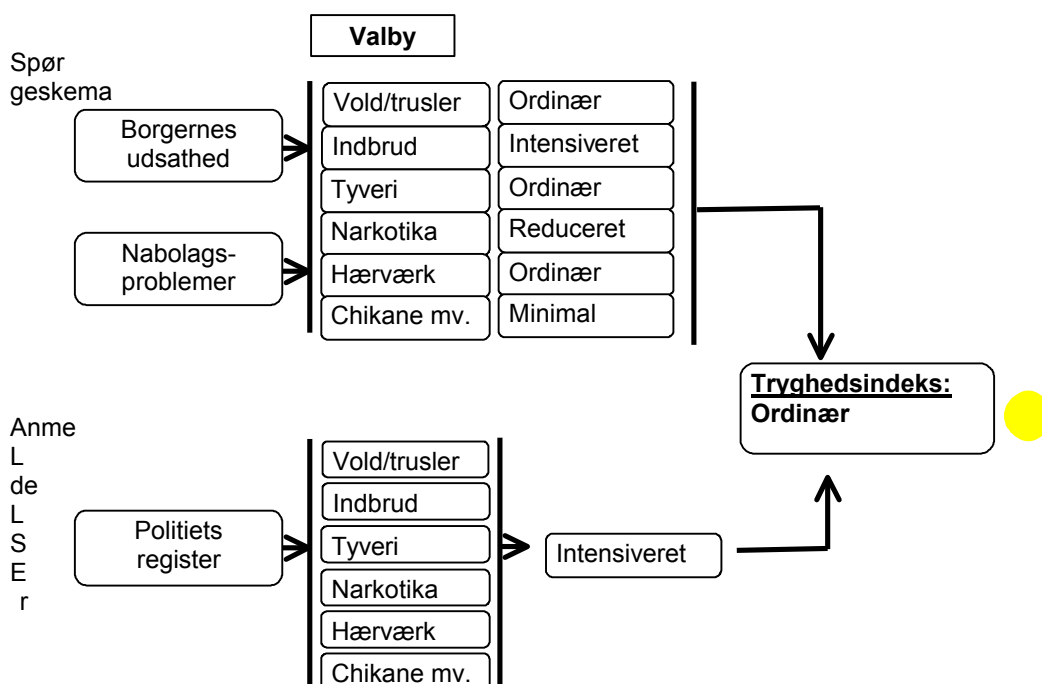 Valby
Spør
geskema
Borgernes
udsathed
Nabolags-
problemer
Vold/trusler
Ordinær
Indbrud
Intensiveret
Tyveri
Ordinær
Narkotika
Reduceret
Hærværk
Ordinær
Chikane mv.
Minimal
Tryghedsindeks:
Ordinær
Anme
L
de
L
S
E
r
Politiets
register
Vold/trusler
Indbrud
Tyveri
Narkotika
Hærværk
Chikane mv.
Intensiveret